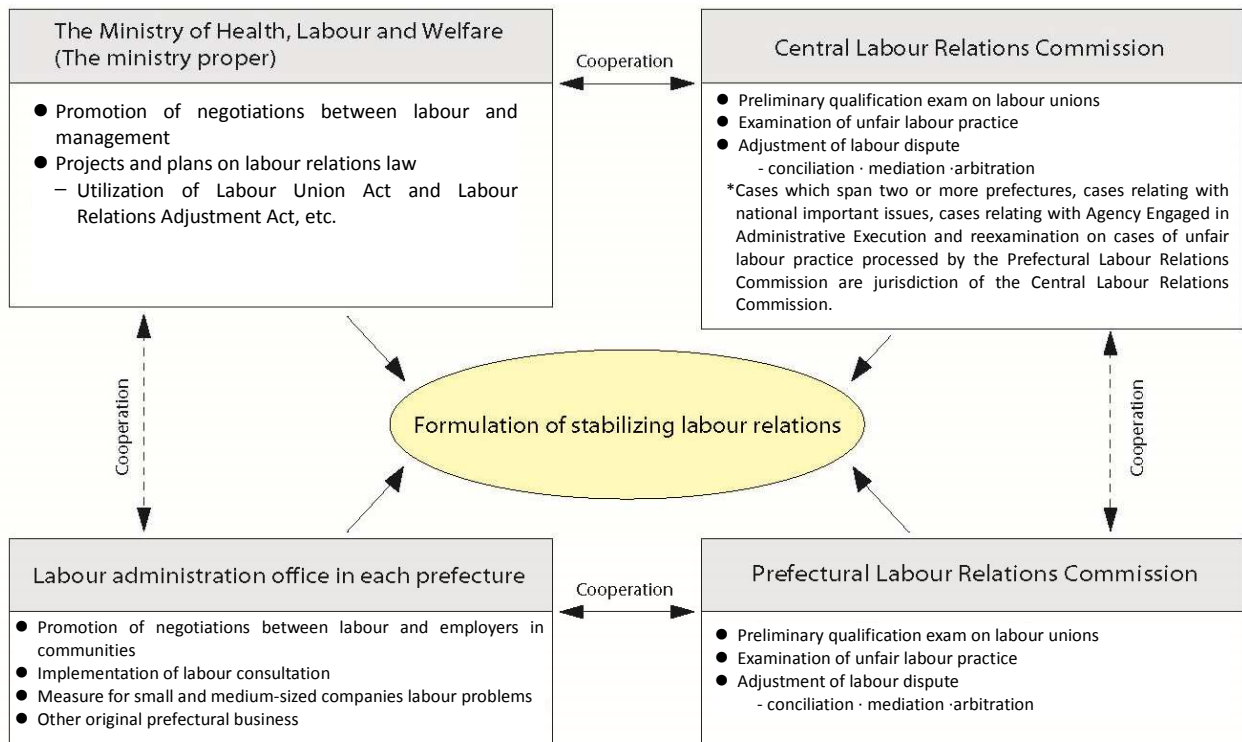 The Ministry of Health, Labour and Welfare
(The ministry proper)
● Promotion of negotiations between labour and
management
● Projects and plans on labour relations law
– Utilization of Labour Union Act and Labour
Relations Adjustment Act, etc.
Cooperation
Central Labour Relations Commission
● Preliminary qualification exam on labour unions
● Examination of unfair labour practice
● Adjustment of labour dispute
- conciliation · mediation ·arbitration
*Cases which span two or more prefectures, cases relating with
national important issues, cases relating with Agency Engaged in
Administrative Execution and reexamination on cases of unfair
labour practice processed by the Prefectural Labour Relations
Commission are jurisdiction of the Central Labour Relations
Commission.
Cooperation
Formulation of stabilizing labour relations
Cooperation
Labour administration office in each prefecture
● Promotion of negotiations between labour and employers in
communities
● Implementation of labour consultation
● Measure for small and medium-sized companies labour problems
● Other original prefectural business
Cooperation
Prefectural Labour Relations Commission
● Preliminary qualification exam on labour unions
● Examination of unfair labour practice
● Adjustment of labour dispute
- conciliation · mediation ·arbitration